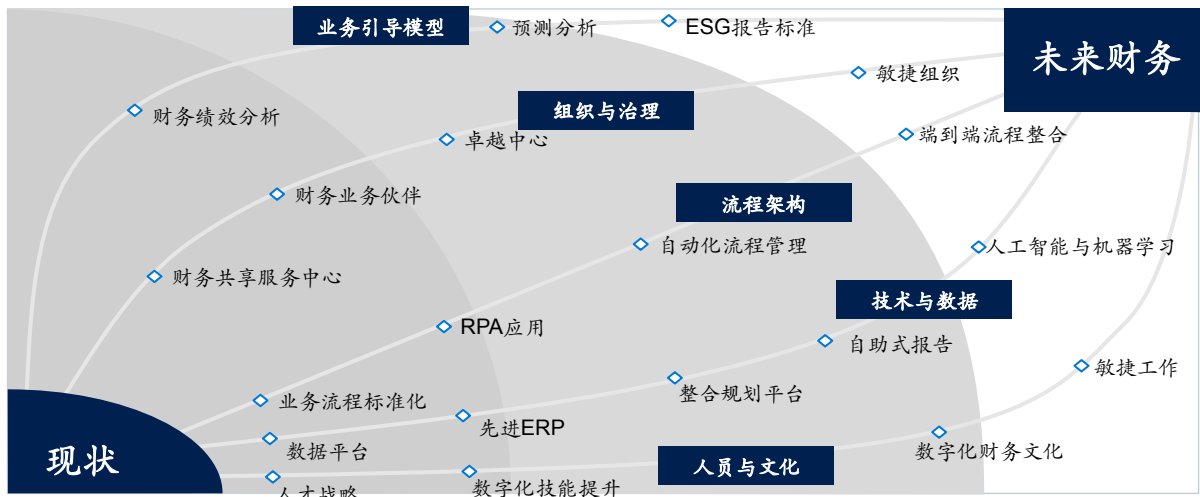 业务引导模型
预测分析
ESG报告标准
未来财务
敏捷组织
财务绩效分析
组织与治理
卓越中心
端到端流程整合
财务业务伙伴
流程架构
自动化流程管理
人工智能与机器学习
财务共享服务中心
技术与数据
RPA应用
自助式报告
敏捷工作
整合规划平台
业务流程标准化
先进ERP
数据平台
数字化财务文化
现状
人员与文化
人才战略
数字化技能提升